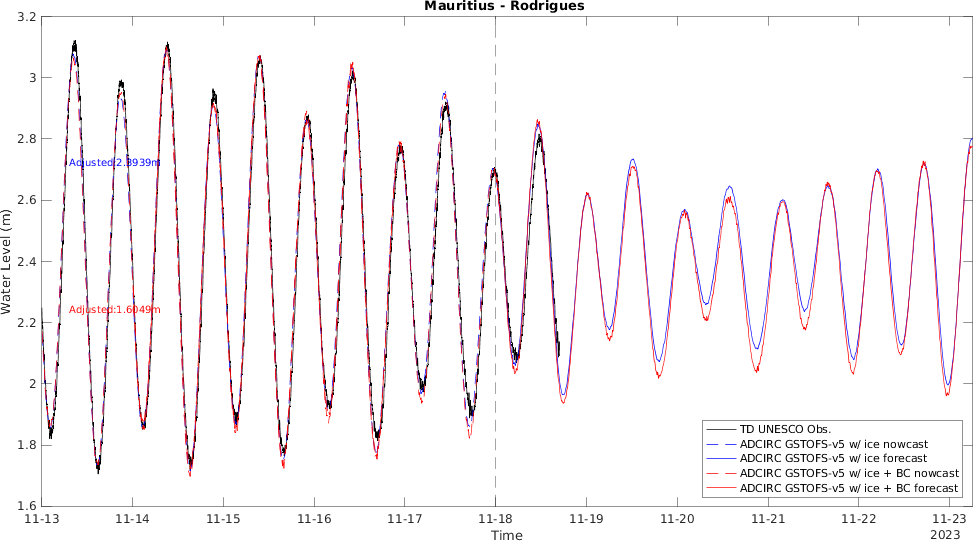 Mauritius - Rodrigues
3.2
3
2.8
2.6
2.4
2.2
2
1.8
1.6
Water Level (m)
Adjusted:2.3939m
Adjusted:1.6049m
TD UNESCO Obs.
ADCIRC GSTOFS-v5 w/ ice nowcast
ADCIRC GSTOFS-v5 w/ ice forecast
ADCIRC GSTOFS-v5 w/ ice + BC nowcast
ADCIRC GSTOFS-v5 w/ ice + BC forecast
11-13 11-14 11-15 11-16 11-17 11-18 11-19 11-20 11-21 11-22 11-23
2023
Time